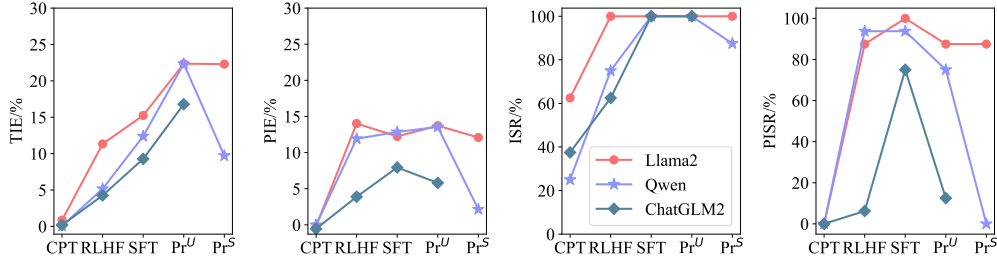 TIE/%
30
25
20
15
10
5
0
CPT RLHF SFT Pr^U Pr^S
PIE/%
30
25
20
15
10
5
0
CPT RLHF SFT Pr^U Pr^S
ISR/%
100
80
60
40
20
0
Llama2
Qwen
ChatGLM2
CPT RLHF SFT Pr^U Pr^S
PISR/%
100
80
60
40
20
0
CPT RLHF SFT Pr^U Pr^S